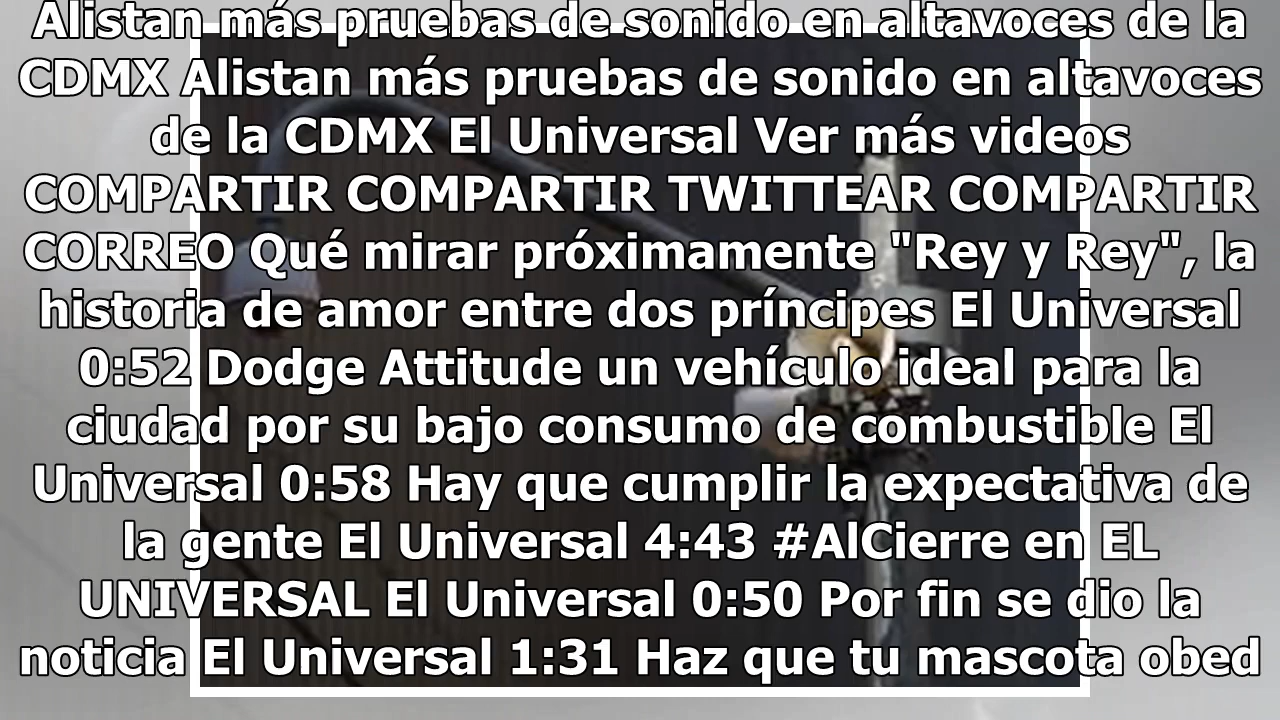 Alistan más pruebas de sonido en altavoces de la
CDMX Alistan más pruebas de sonido en altavoces
de la CDMX El Universal Ver más videos
COMPARTIR COMPARTIR TWITTEAR COMPARTIR
CORREO Qué mirar próximamente "Rey y Rey", la
historia de amor entre dos príncipes El Universal
0:52 Dodge Attitude un vehículo ideal para la
ciudad por su bajo consumo de combustible El
Universal 0:58 Hay que cumplir la expectativa de
la gente El Universal 4:43 #AlCierre en EL
UNIVERSAL El Universal 0:50 Por fin se dio la
noticia El Universal 1:31 Haz que tu mascota obed